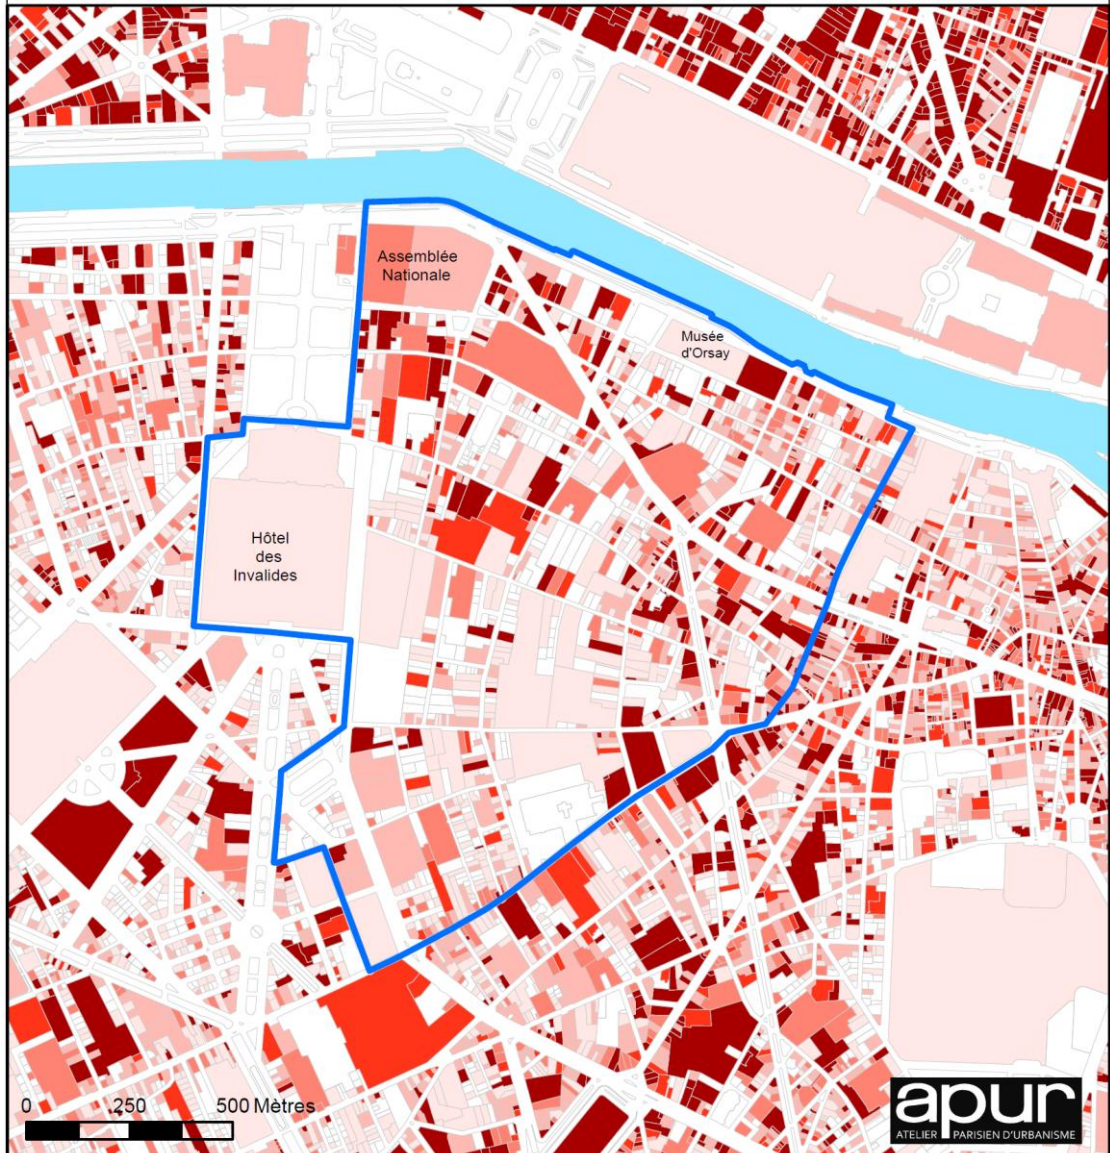 Assemblée
Nationale
Musée
d'Orsay
Hôtel
des
Invalides
0 250 500 Mètres
apur
ATELIER PARISIEN D'URBANISME